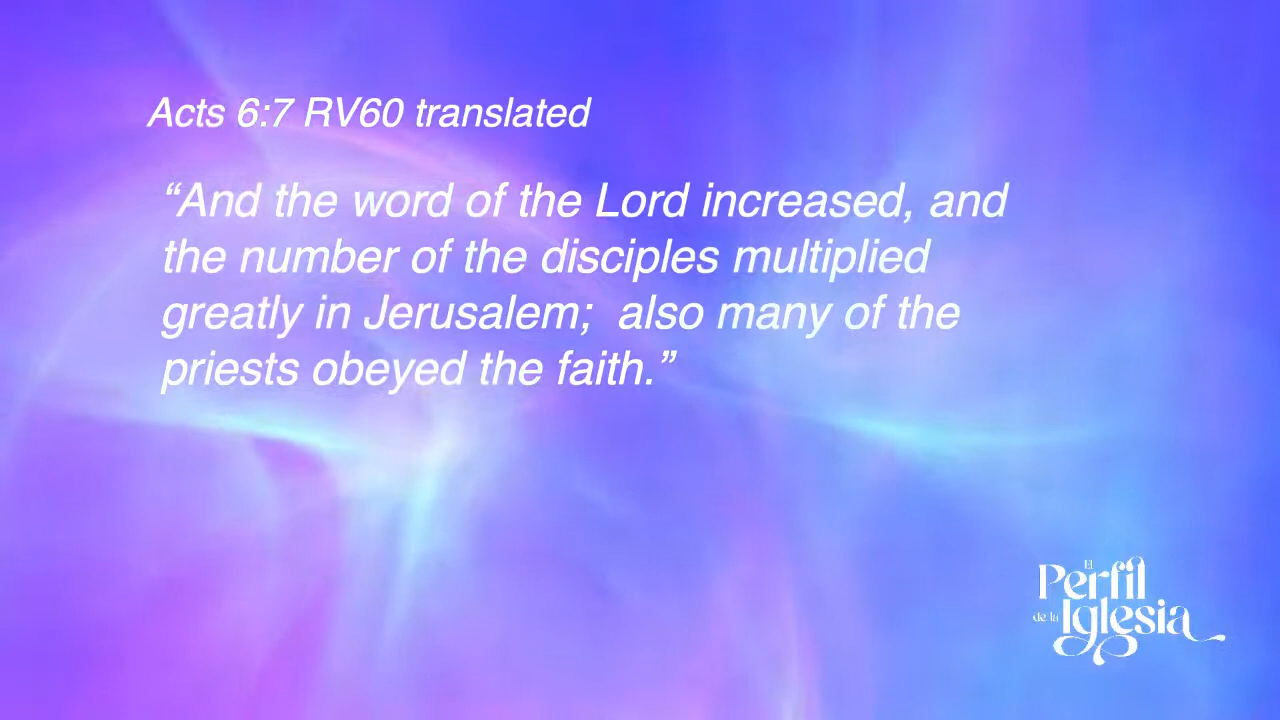 Acts 6:7 RV60 translated
“And the word of the Lord increased, and
the number of the disciples multiplied
greatly in Jerusalem;  also many of the
priests obeyed the faith.”
El
Perfil
de la Iglesia